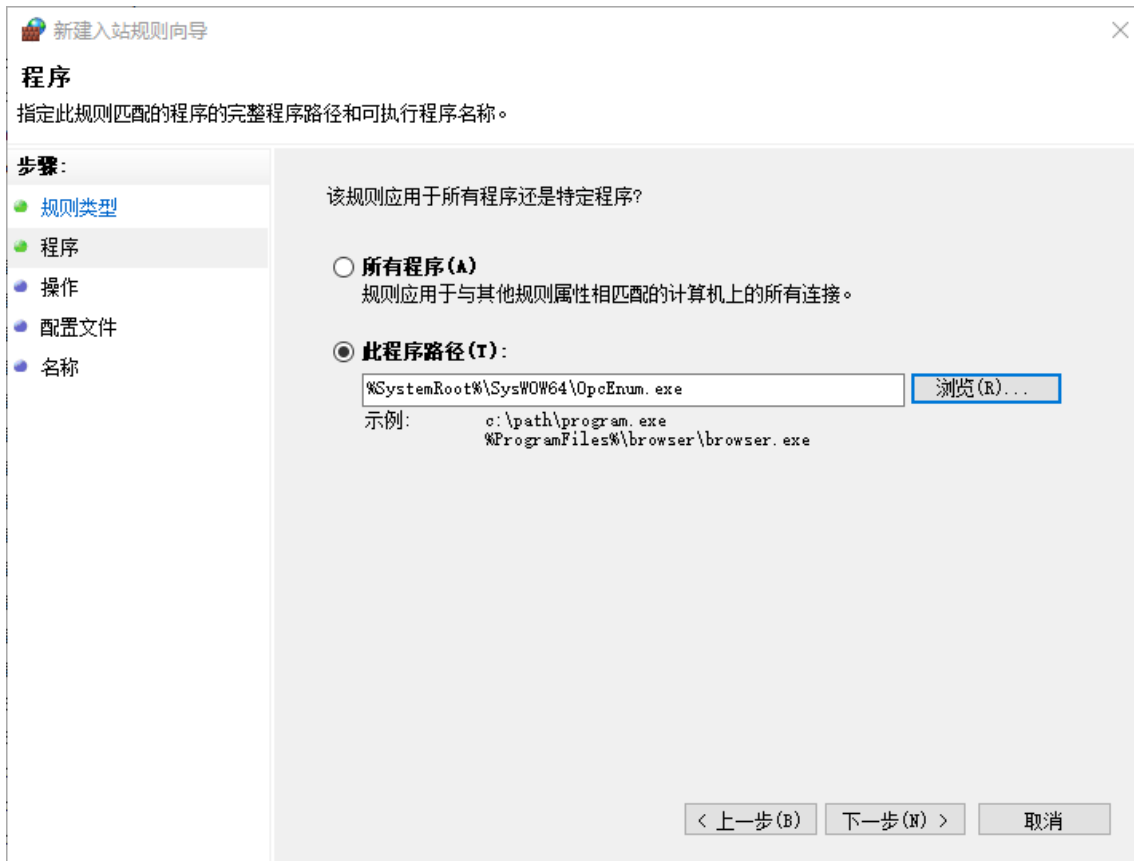 新建入站规则向导
程序
指定此规则匹配的程序的完整程序路径和可执行程序名称。
步骤:
规则类型
程序
操作
配置文件
名称
该规则应用于所有程序还是特定程序?
所有程序(A)
规则应用于与其他规则属性相匹配的计算机上的所有连接。
此程序路径(T):
%SystemRoot%\SysWOW64\OpcEnum.exe
浏览(R)...
示例: c:\path\program.exe
%ProgramFiles%\browser\browser.exe
< 上一步(B) 下一步(N) > 取消